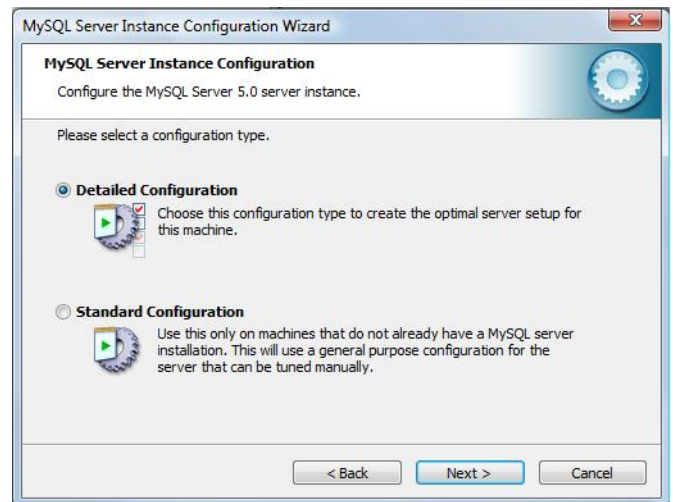 MySQL Server Instance Configuration Wizard
MySQL Server Instance Configuration
Configure the MySQL Server 5.0 server instance.
Please select a configuration type.
Detailed Configuration
Choose this configuration type to create the optimal server setup for
this machine.
Standard Configuration
Use this only on machines that do not already have a MySQL server
installation. This will use a general purpose configuration for the
server that can be tuned manually.
< Back Next > Cancel